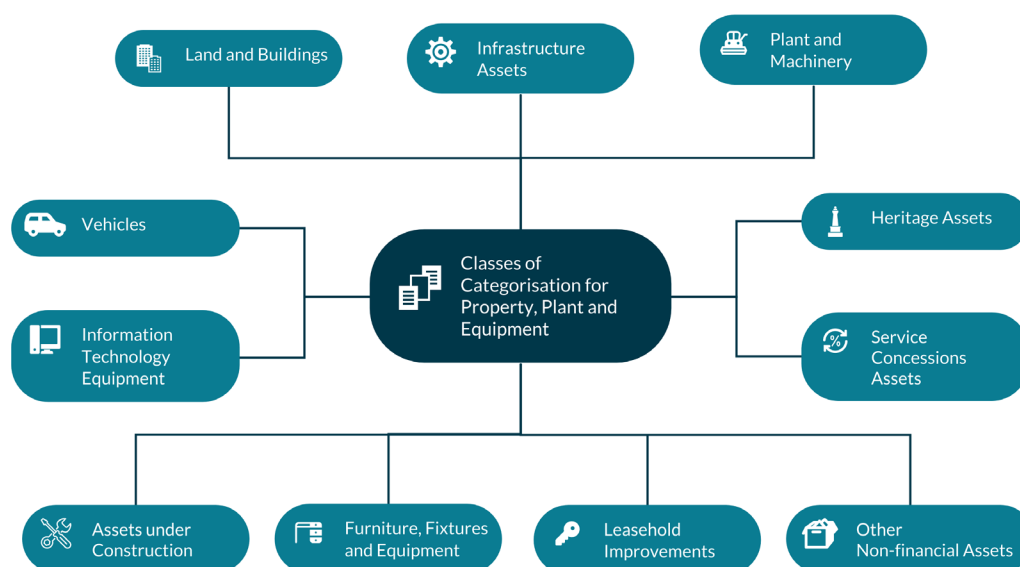 Land and Buildings
Infrastructure
Assets
Plant and
Machinery
Vehicles
Heritage Assets
Classes of
Categorisation for
Property, Plant and
Equipment
Information
Technology
Equipment
Service
Concessions
Assets
Assets under
Construction
Furniture, Fixtures
and Equipment
Leasehold
Improvements
Other
Non-financial Assets